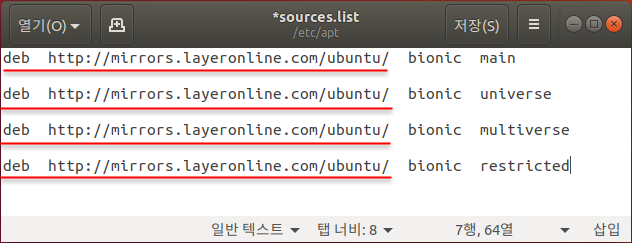 열기(O)
*sources.list
/etc/apt
저장(S)
deb  http://mirrors.layeronline.com/ubuntu/  bionic  main
deb  http://mirrors.layeronline.com/ubuntu/  bionic  universe
deb  http://mirrors.layeronline.com/ubuntu/  bionic  multiverse
deb  http://mirrors.layeronline.com/ubuntu/  bionic  restricted
일반 텍스트 탭 너비: 8 7행, 64열 삽입